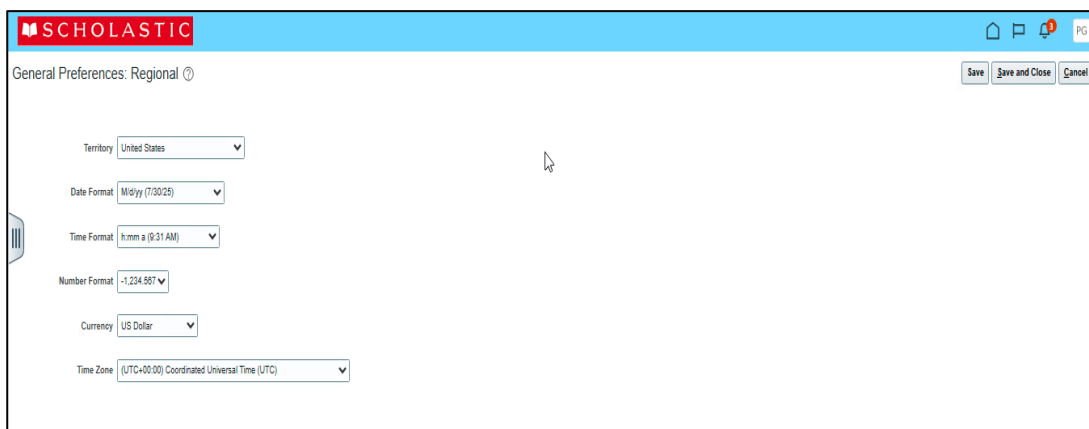 SCHOLASTIC
3
PG
General Preferences: Regional ?
Save
Save and Close
Cancel
Territory United States
Date Format M/d/yy (7/30/25)
Time Format h:mm a (9:31 AM)
Number Format -1,234.567
Currency US Dollar
Time Zone (UTC+00:00) Coordinated Universal Time (UTC)